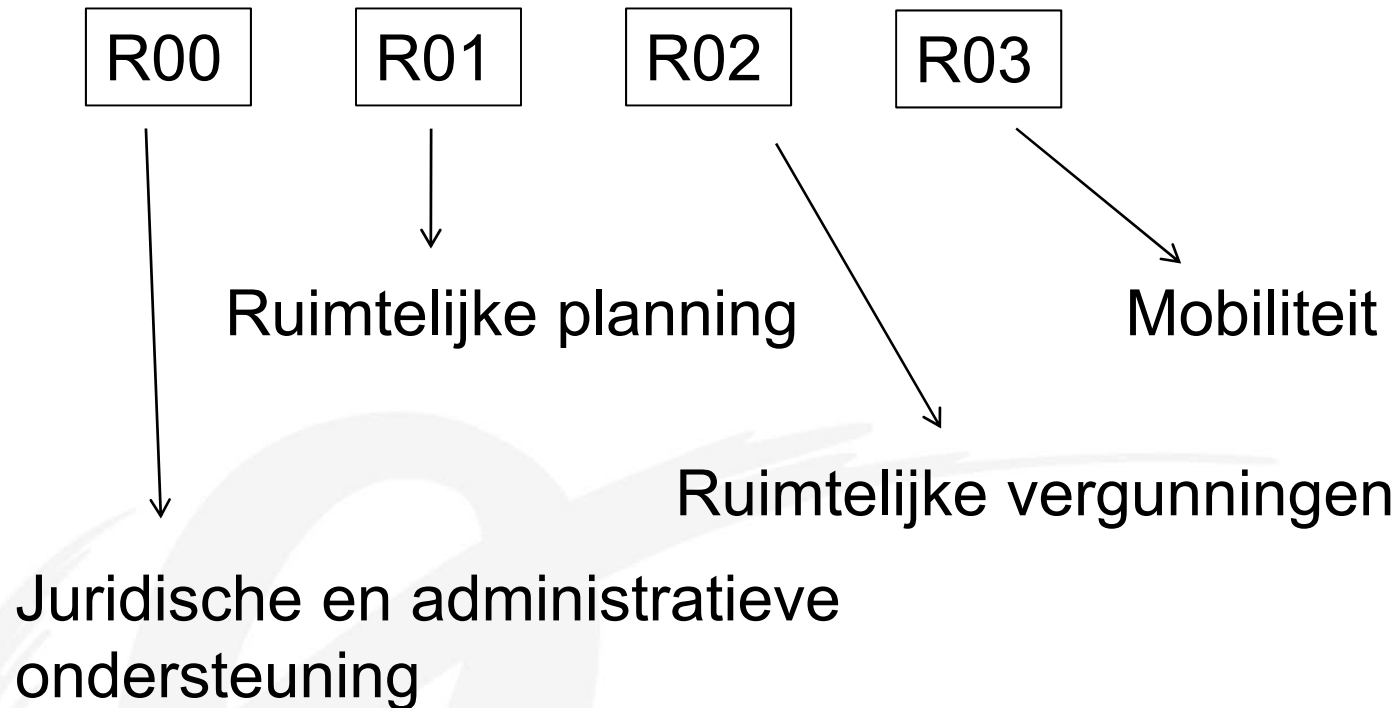 R00 R01 R02 R03
Ruimtelijke planning
Mobiliteit
Ruimtelijke vergunningen
Juridische en administratieve
ondersteuning